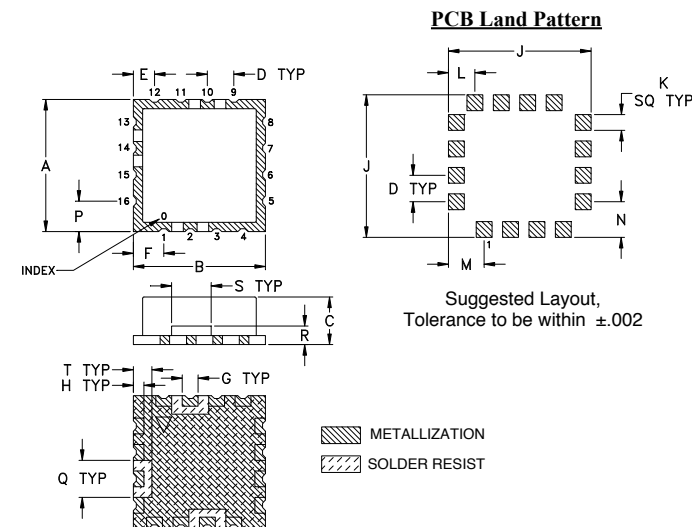 PCB Land Pattern
E
D TYP
12 11 10 9
13
14
15
16
8
7
6
5
A
P
0
1 2 3 4
F
INDEX
B
J
L
K
SQ TYP
J
D TYP
N
1
M
Suggested Layout,
Tolerance to be within ±.002
S TYP
C
R
T TYP
H TYP
G TYP
Q TYP
METALLIZATION
SOLDER RESIST